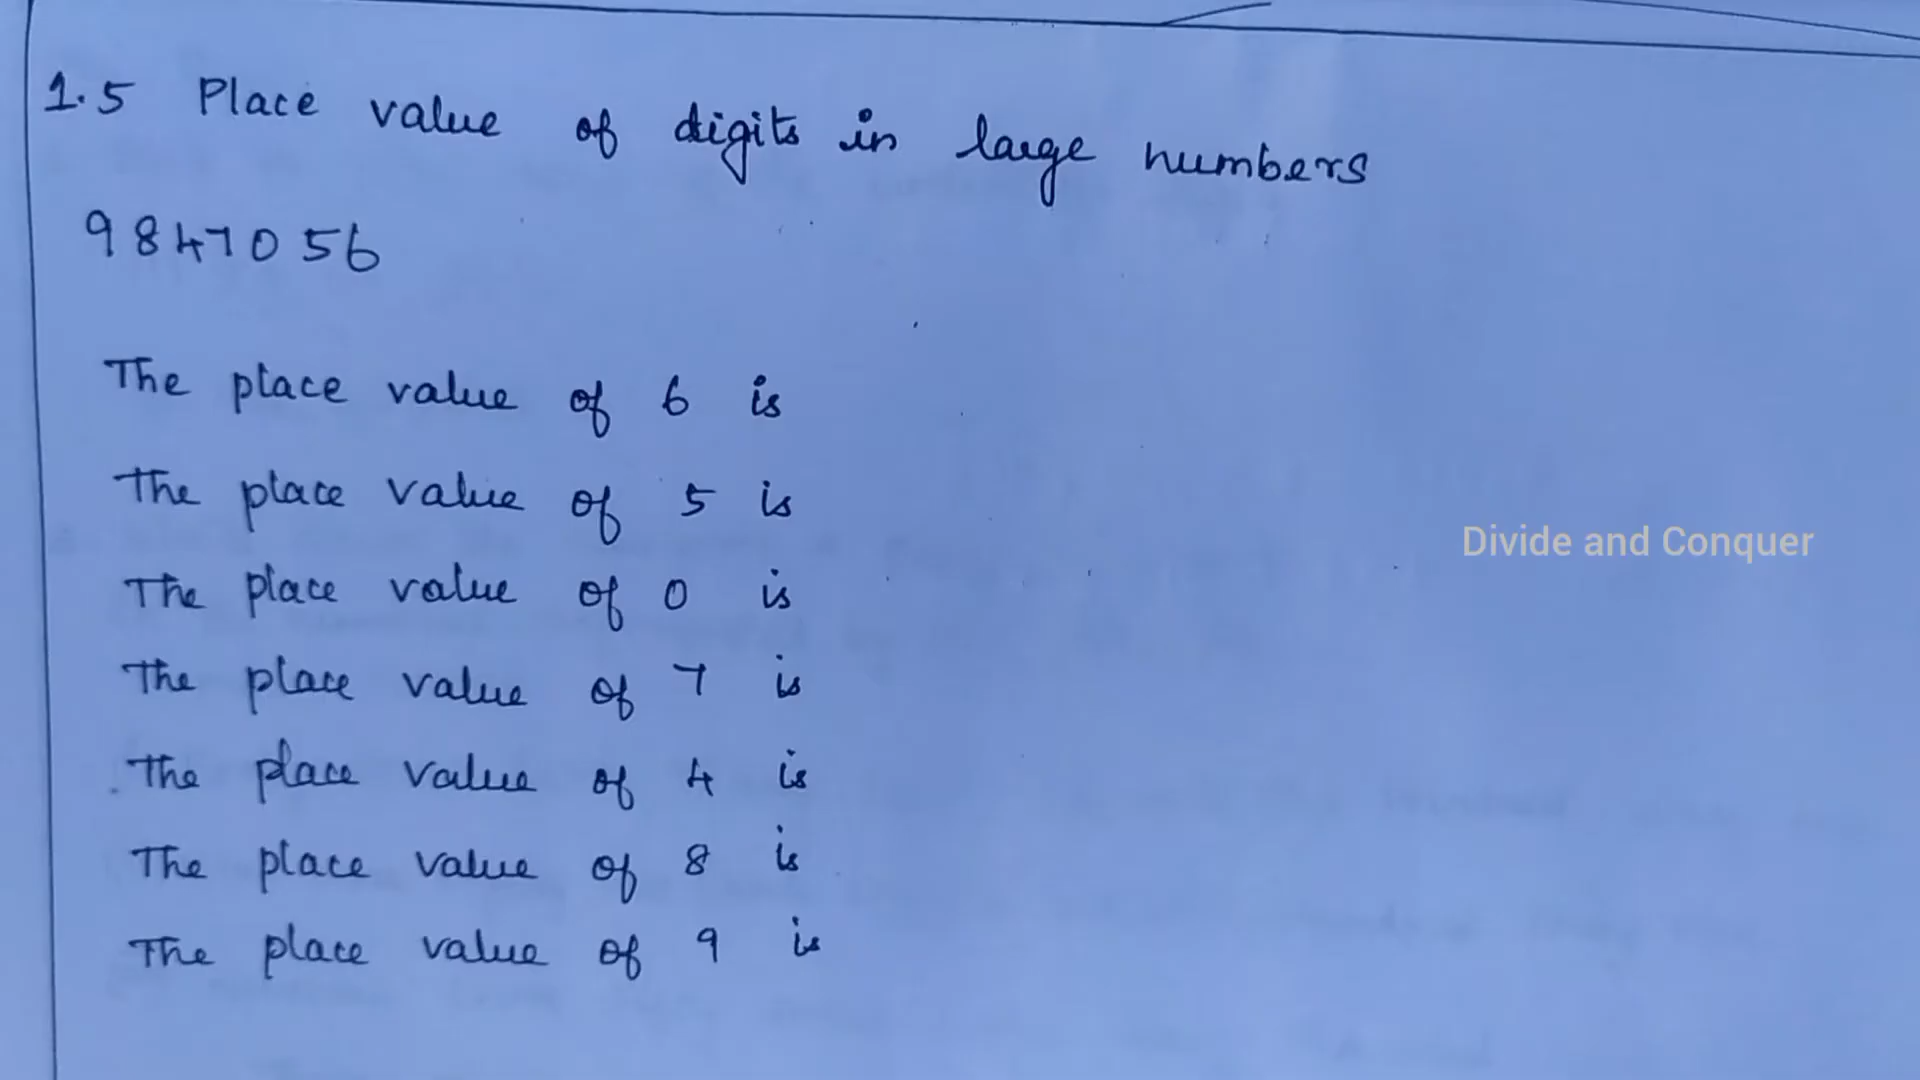 1.5 Place value of digits in large numbers
9847056
The place value of 6 is
The place value of 5 is
The place value of 0 is
The place value of 7 is
The place value of 4 is
The place value of 8 is
The place value of 9 is
Divide and Conquer